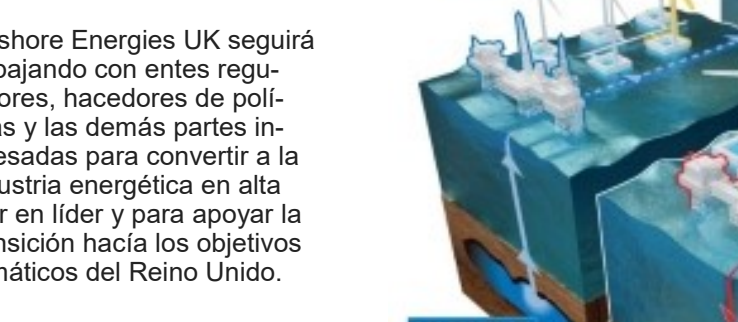 shore Energies UK seguirá
bajando con entes regu-
ores, hacedores de polí-
as y las demás partes in-
esadas para convertir a la
ustria energética en alta
r en líder y para apoyar la
nsición hacía los objetivos
máticos del Reino Unido.